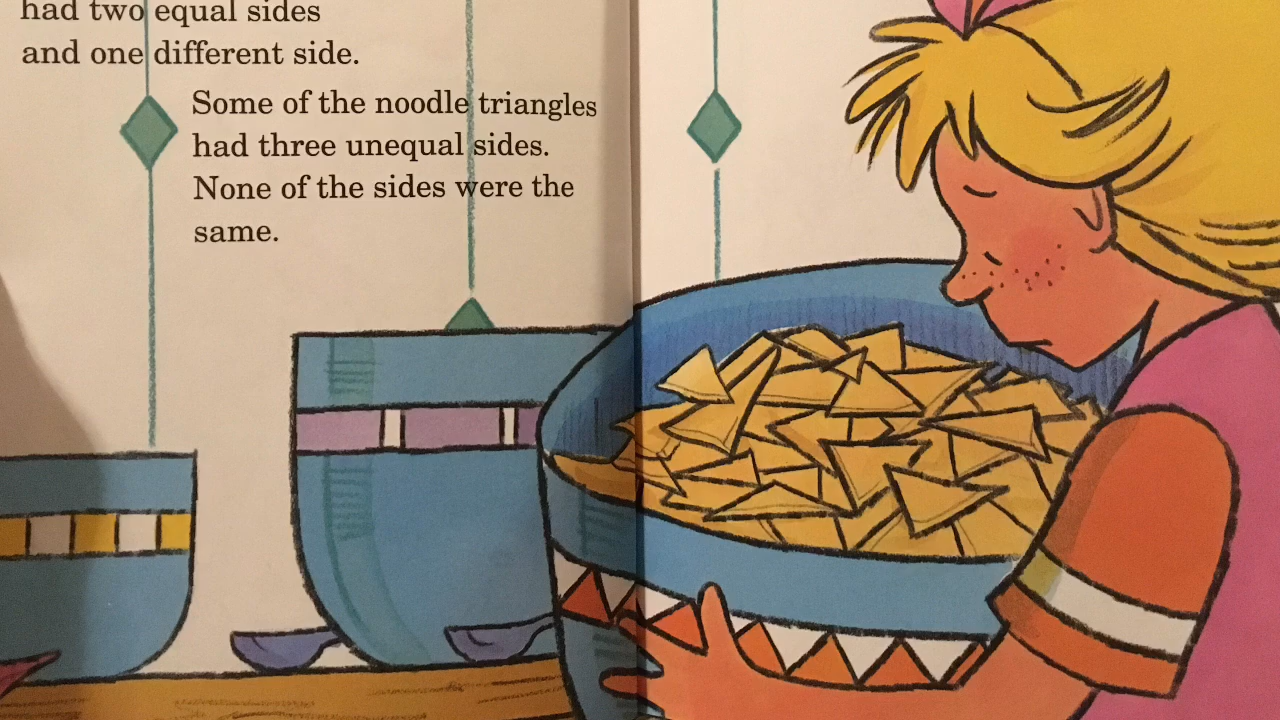 had two equal sides
and one different side.
Some of the noodle triangles
had three unequal sides.
None of the sides were the
same.